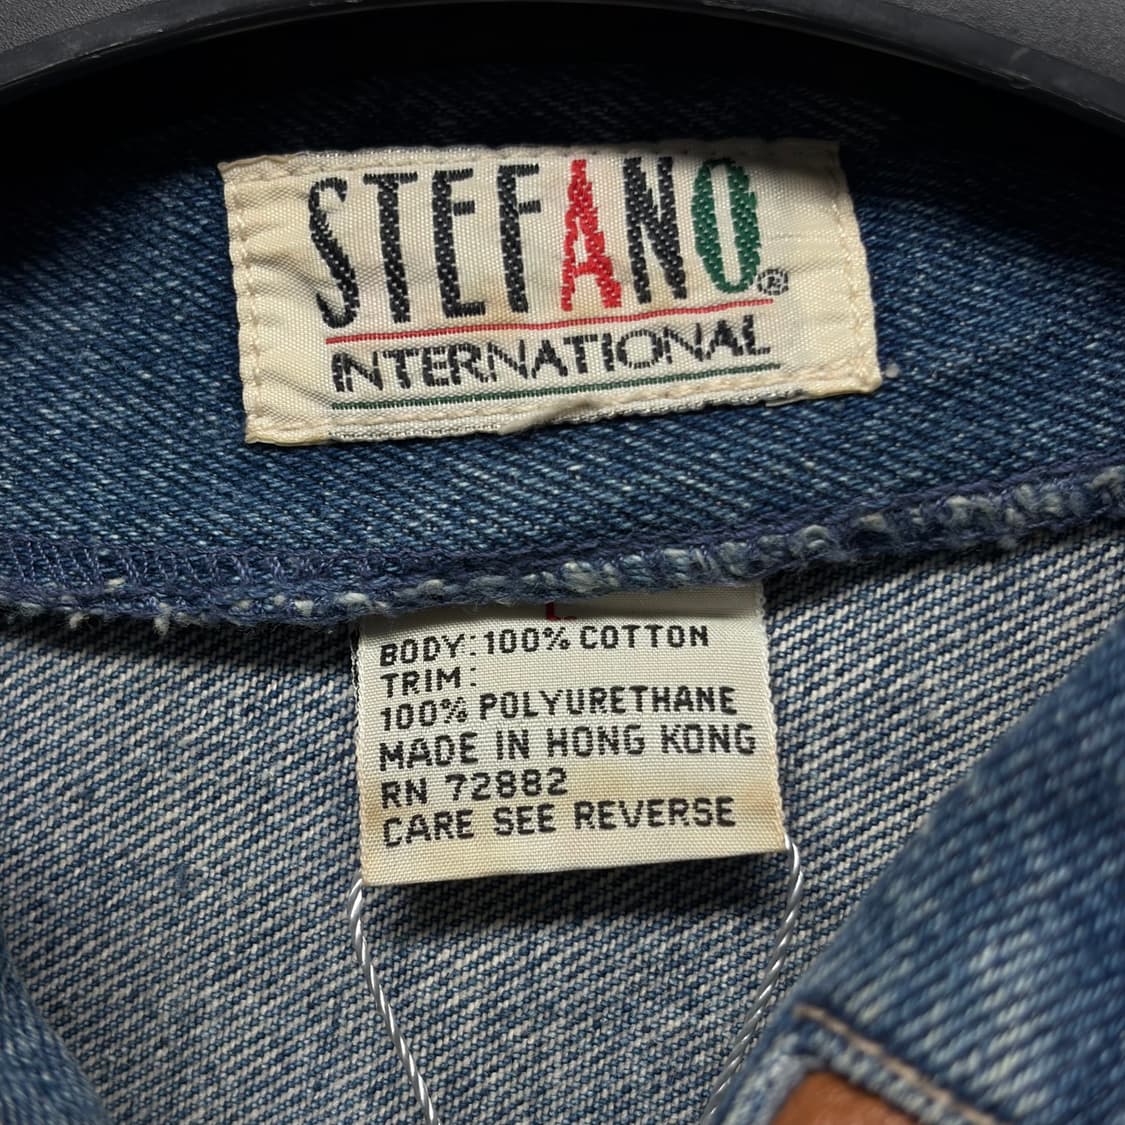 STEFANO®
INTERNATIONAL
L
BODY: 100% COTTON
TRIM:
100% POLYURETHANE
MADE IN HONG KONG
RN 72882
CARE SEE REVERSE